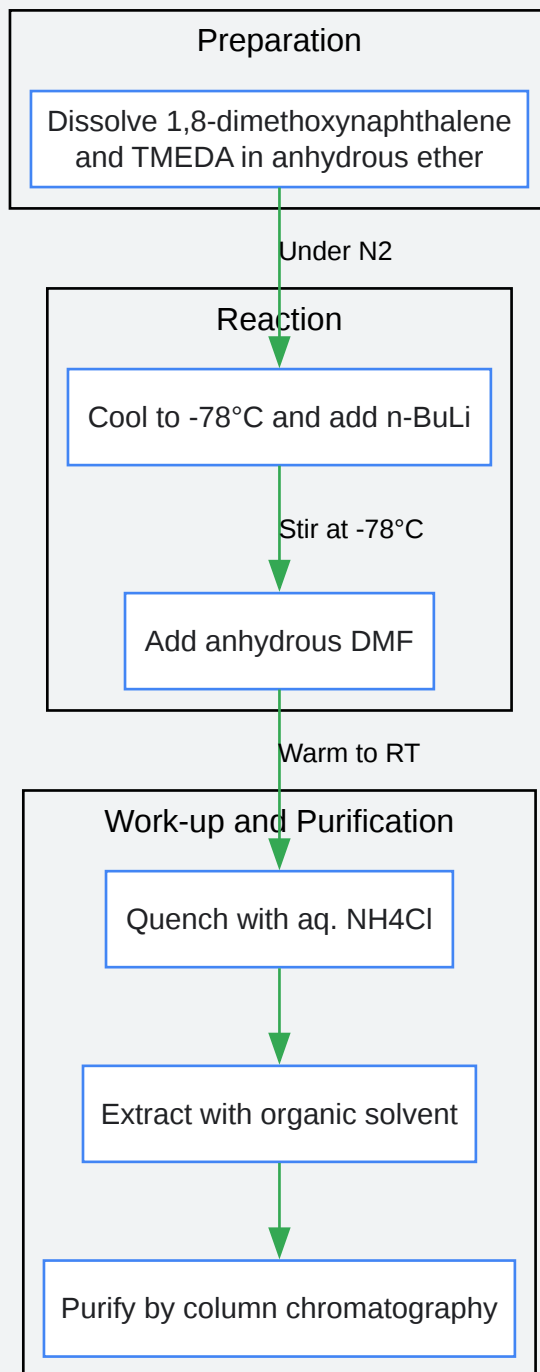 Preparation
Dissolve 1,8-dimethoxynaphthalene
and TMEDA in anhydrous ether
Under N2
Reaction
Cool to -78°C and add n-BuLi
Stir at -78°C
Add anhydrous DMF
Warm to RT
Work-up and Purification
Quench with aq. NH4Cl
Extract with organic solvent
Purify by column chromatography